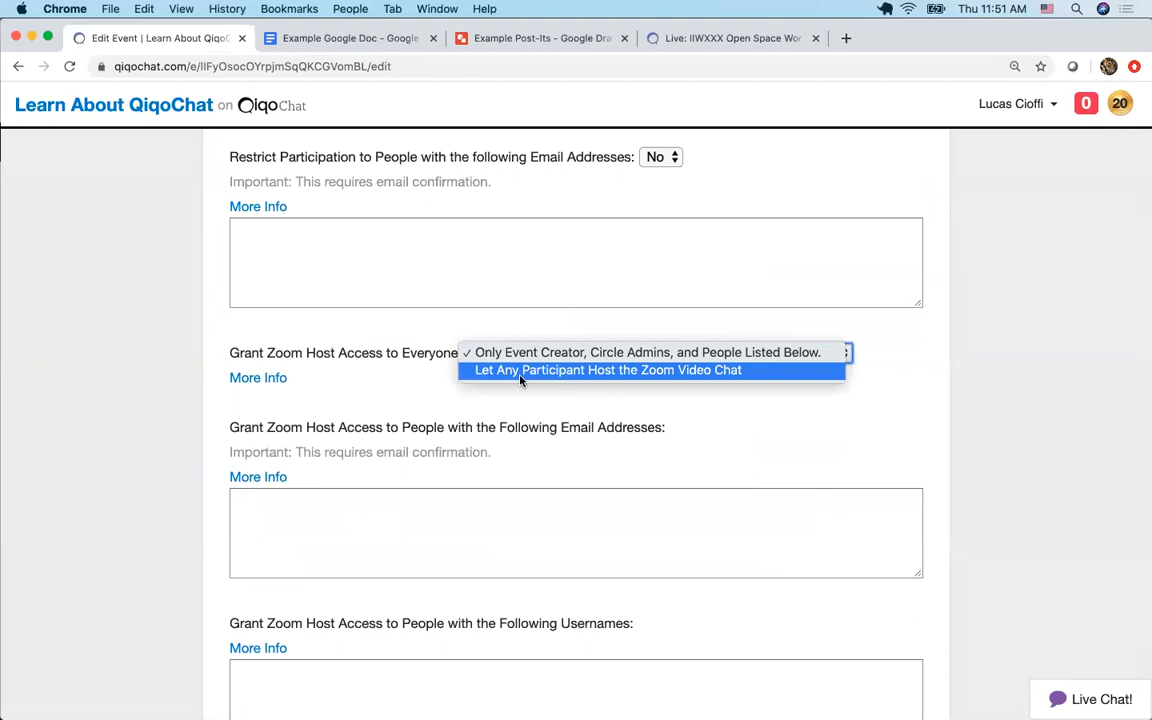 Chrome File Edit View History Bookmarks People Tab Window Help Thu 11:51 AM
Edit Event | Learn About QiqoC Example Google Doc - Google Example Post-Its - Google Dra Live: IIWXXX Open Space Wor
qiqochat.com/e/IlFyOsocOYrpjmSqQKCGVomBL/edit
Learn About QiqoChat on Qiqo Chat Lucas Cioffi 0 20
Restrict Participation to People with the following Email Addresses: No
Important: This requires email confirmation.
More Info
Grant Zoom Host Access to Everyone ✓ Only Event Creator, Circle Admins, and People Listed Below.
Let Any Participant Host the Zoom Video Chat
More Info
Grant Zoom Host Access to People with the Following Email Addresses:
Important: This requires email confirmation.
More Info
Grant Zoom Host Access to People with the Following Usernames:
More Info
Live Chat!